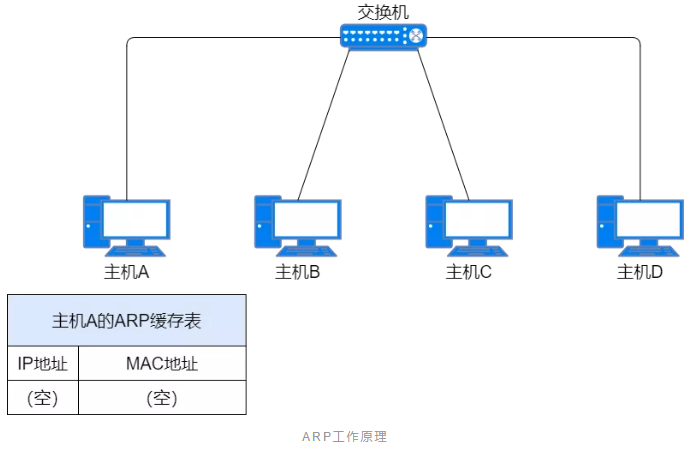 交换机
主机A
主机B
主机C
主机D
主机A的ARP缓存表
IP地址
MAC地址
（空）
（空）
ARP工作原理